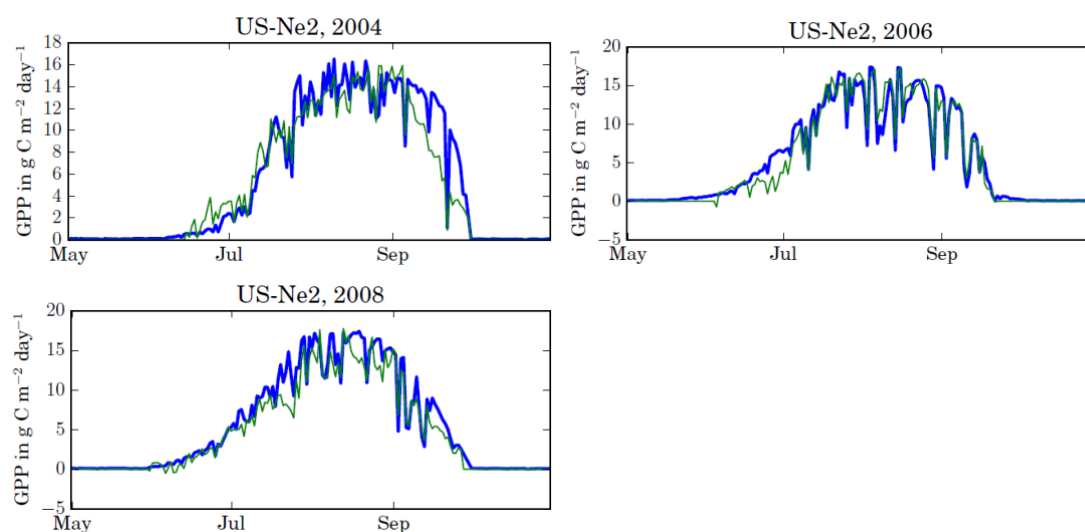 US-Ne2, 2004
GPP in g C m⁻² day⁻¹
18
16
14
12
10
8
6
4
2
0
May
Jul
Sep
US-Ne2, 2006
GPP in g C m⁻² day⁻¹
20
15
10
5
0
−5
May
Jul
Sep
US-Ne2, 2008
GPP in g C m⁻² day⁻¹
20
15
10
5
0
−5
May
Jul
Sep